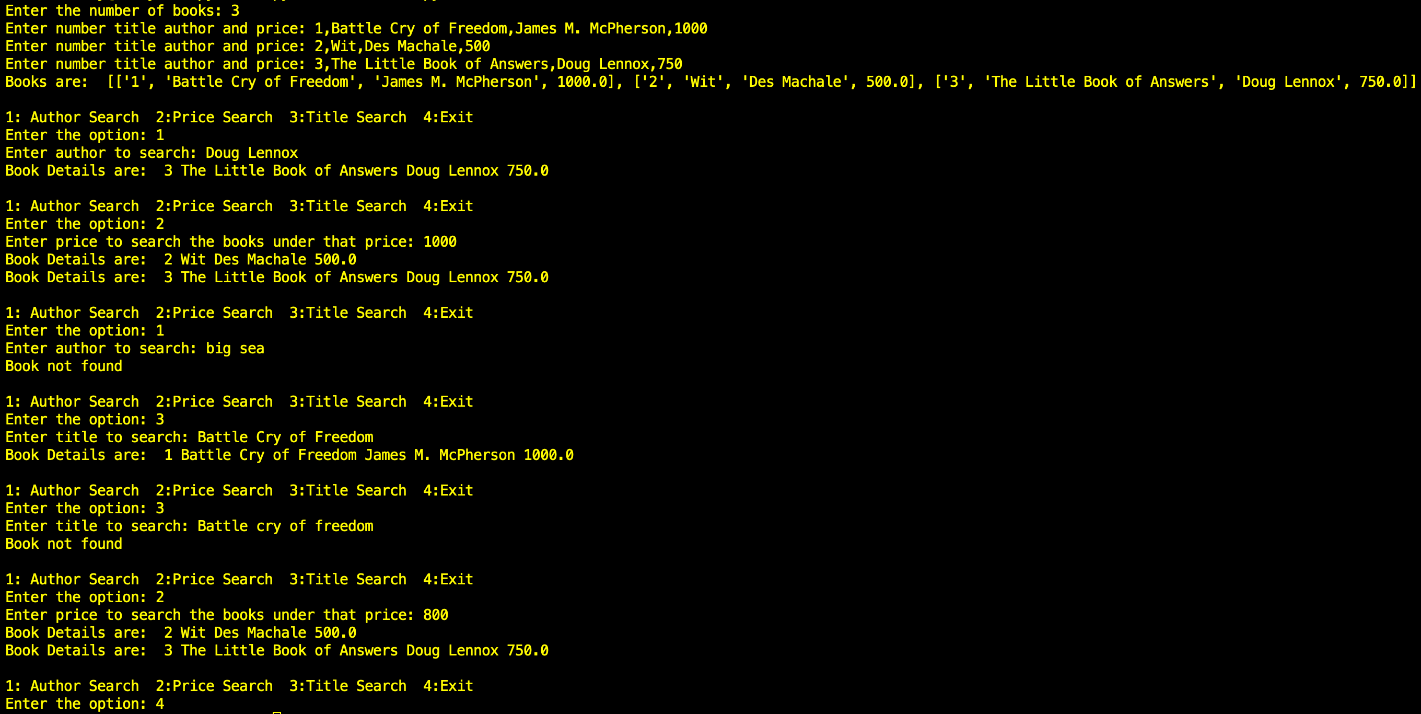 Enter the number of books: 3
Enter number title author and price: 1,Battle Cry of Freedom,James M. McPherson,1000
Enter number title author and price: 2,Wit,Des Machale,500
Enter number title author and price: 3,The Little Book of Answers,Doug Lennox,750
Books are:  [['1', 'Battle Cry of Freedom', 'James M. McPherson', 1000.0], ['2', 'Wit', 'Des Machale', 500.0], ['3', 'The Little Book of Answers', 'Doug Lennox', 750.0]]
1: Author Search  2:Price Search  3:Title Search  4:Exit
Enter the option: 1
Enter author to search: Doug Lennox
Book Details are:  3 The Little Book of Answers Doug Lennox 750.0
1: Author Search  2:Price Search  3:Title Search  4:Exit
Enter the option: 2
Enter price to search the books under that price: 1000
Book Details are:  2 Wit Des Machale 500.0
Book Details are:  3 The Little Book of Answers Doug Lennox 750.0
1: Author Search  2:Price Search  3:Title Search  4:Exit
Enter the option: 1
Enter author to search: big sea
Book not found
1: Author Search  2:Price Search  3:Title Search  4:Exit
Enter the option: 3
Enter title to search: Battle Cry of Freedom
Book Details are:  1 Battle Cry of Freedom James M. McPherson 1000.0
1: Author Search  2:Price Search  3:Title Search  4:Exit
Enter the option: 3
Enter title to search: Battle cry of freedom
Book not found
1: Author Search  2:Price Search  3:Title Search  4:Exit
Enter the option: 2
Enter price to search the books under that price: 800
Book Details are:  2 Wit Des Machale 500.0
Book Details are:  3 The Little Book of Answers Doug Lennox 750.0
1: Author Search  2:Price Search  3:Title Search  4:Exit
Enter the option: 4